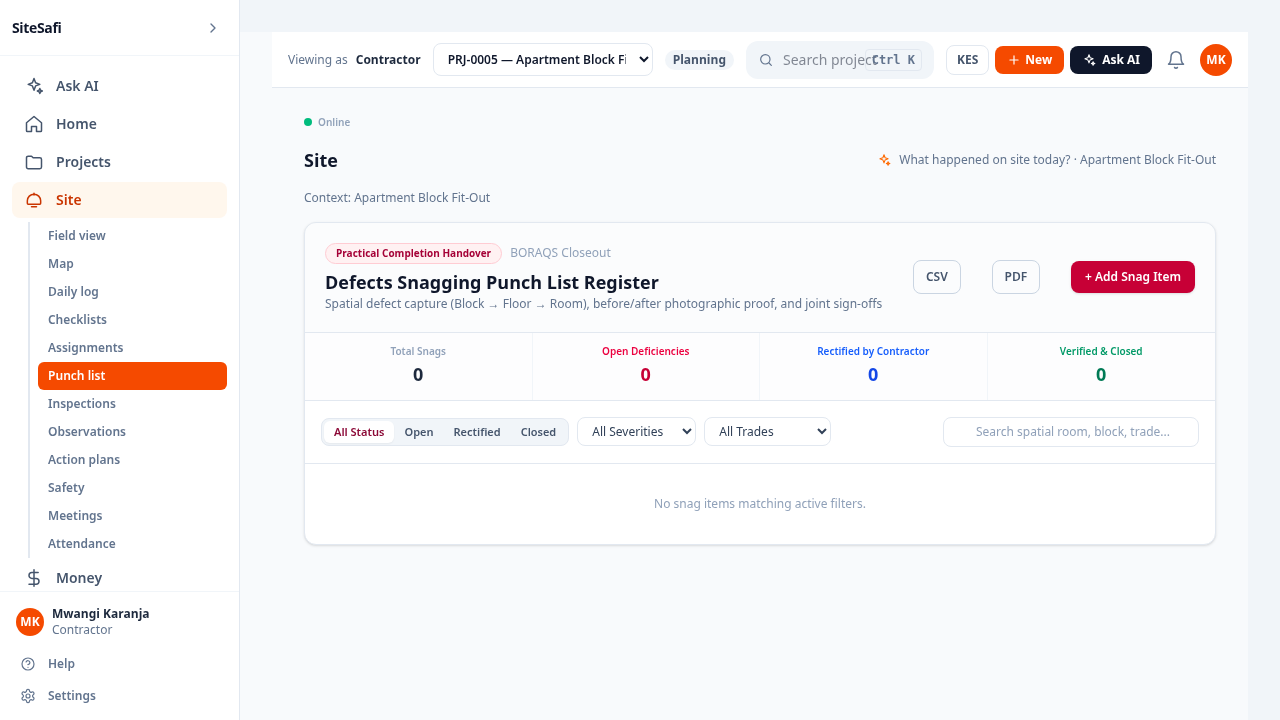 SiteSafi
Ask AI
Home
Projects
Site
Field view
Map
Daily log
Checklists
Assignments
Punch list
Inspections
Observations
Action plans
Safety
Meetings
Attendance
Money
MK
Mwangi Karanja
Contractor
Help
Settings
Viewing as Contractor
PRJ-0005 — Apartment Block Fi
Planning
Search project
Ctrl K
KES
New
Ask AI
MK
Online
Site
What happened on site today? · Apartment Block Fit-Out
Context: Apartment Block Fit-Out
Practical Completion Handover
BORAQS Closeout
Defects Snagging Punch List Register
Spatial defect capture (Block → Floor → Room), before/after photographic proof, and joint sign-offs
CSV
PDF
+ Add Snag Item
Total Snags
0
Open Deficiencies
0
Rectified by Contractor
0
Verified & Closed
0
All Status
Open
Rectified
Closed
All Severities
All Trades
Search spatial room, block, trade...
No snag items matching active filters.